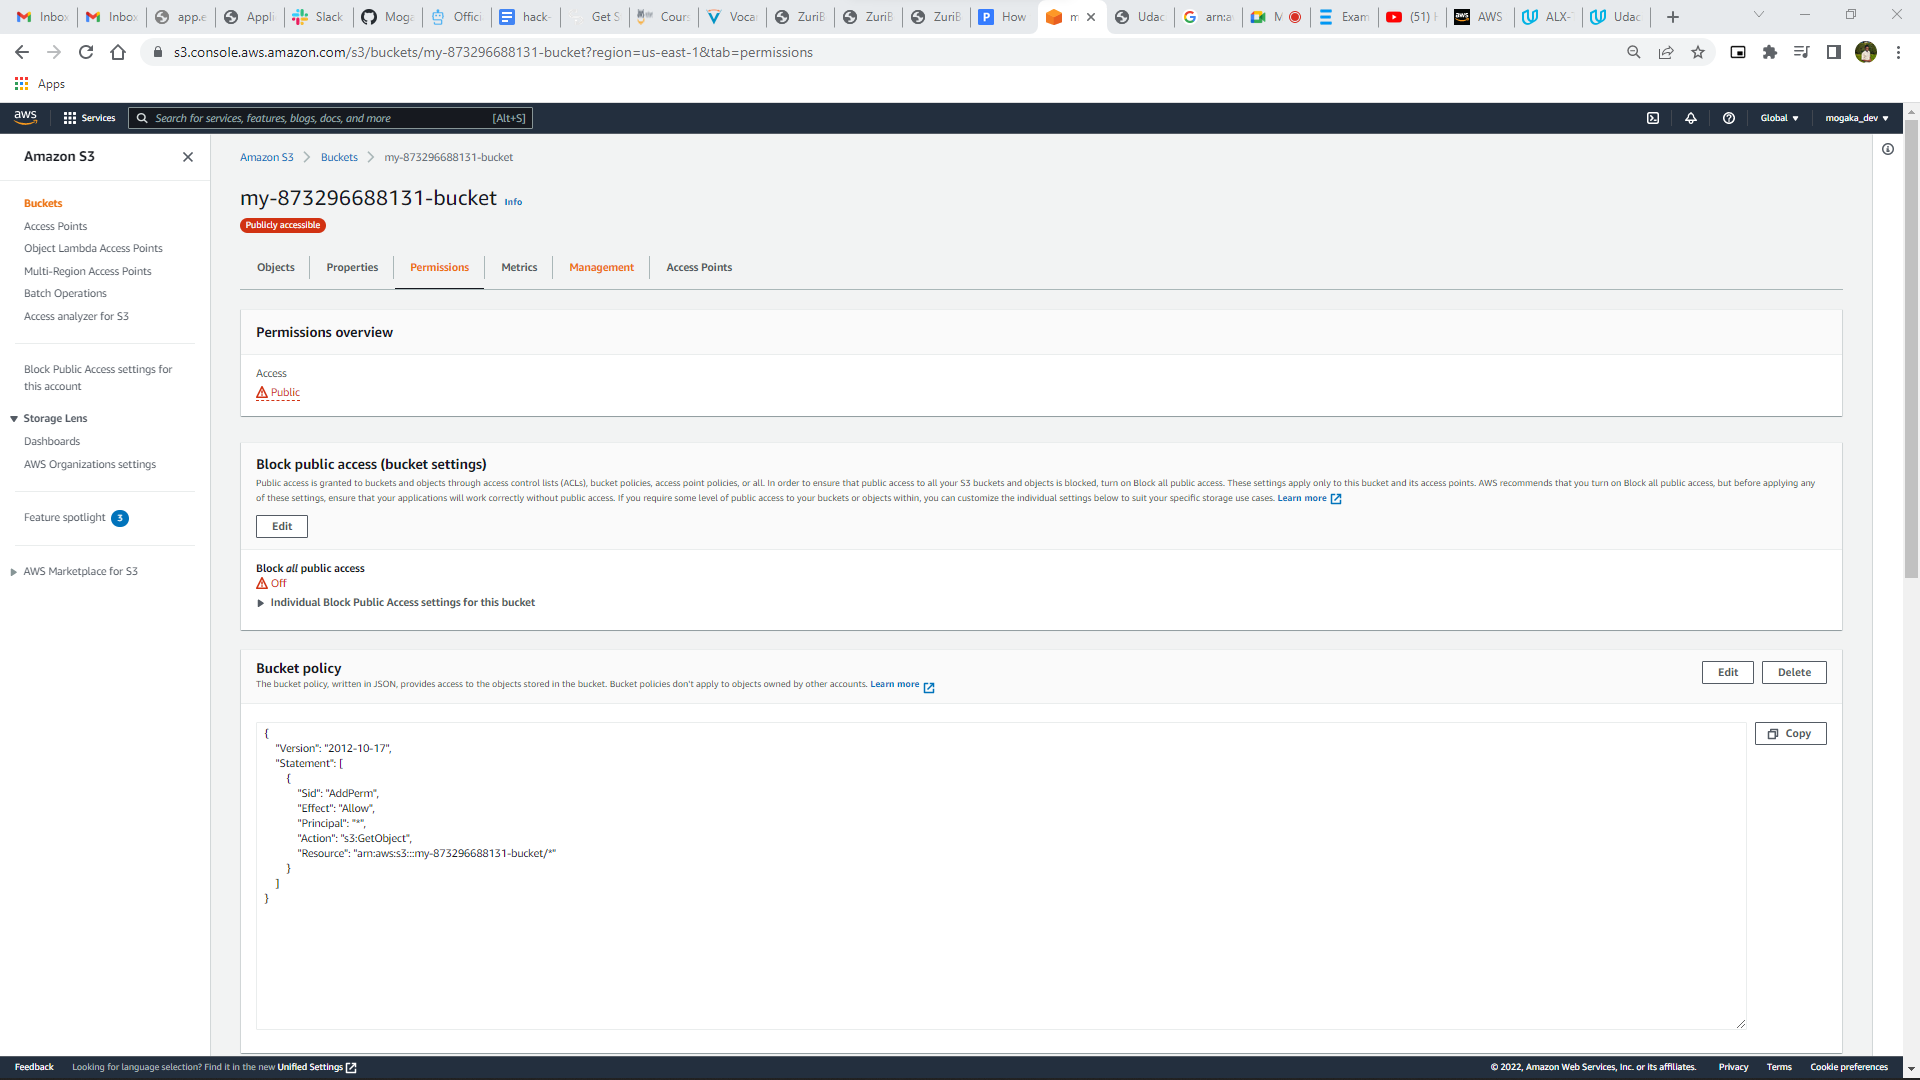 Inbox
Inbox
app.e
Appli
Slack
Moga
Offici
hack-
Get S
Cours
Vocar
ZuriB
ZuriB
ZuriB
How
Udac
arn:a
Exam
(51)
AWS
ALX-
Udac
s3.console.aws.amazon.com/s3/buckets/my-873296688131-bucket?region=us-east-1&tab=permissions
Apps
aws
Services
Search for services, features, blogs, docs, and more [Alt+S]
Global
mogaka_dev
Amazon S3
Buckets
Access Points
Object Lambda Access Points
Multi-Region Access Points
Batch Operations
Access analyzer for S3
Block Public Access settings for
this account
Storage Lens
Dashboards
AWS Organizations settings
Feature spotlight 3
AWS Marketplace for S3
Amazon S3 > Buckets > my-873296688131-bucket
my-873296688131-bucket Info
Publicly accessible
Objects
Properties
Permissions
Metrics
Management
Access Points
Permissions overview
Access
Public
Block public access (bucket settings)
Public access is granted to buckets and objects through access control lists (ACLs), bucket policies, access point policies, or all. In order to ensure that public access to all your S3 buckets and objects is blocked, turn on Block all public access. These settings apply only to this bucket and its access points. AWS recommends that you turn on Block all public access, but before applying any
of these settings, ensure that your applications will work correctly without public access. If you require some level of public access to your buckets or objects within, you can customize the individual settings below to suit your specific storage use cases. Learn more
Edit
Block all public access
Off
Individual Block Public Access settings for this bucket
Bucket policy
The bucket policy, written in JSON, provides access to the objects stored in the bucket. Bucket policies don't apply to objects owned by other accounts. Learn more
Edit
Delete
Copy
{
"Version": "2012-10-17",
"Statement": [
{
"Sid": "AddPerm",
"Effect": "Allow",
"Principal": "*",
"Action": "s3:GetObject",
"Resource": "arn:aws:s3:::my-873296688131-bucket/*"
}
]
}
Feedback
Looking for language selection? Find it in the new Unified Settings
© 2022, Amazon Web Services, Inc. or its affiliates.
Privacy
Terms
Cookie preferences